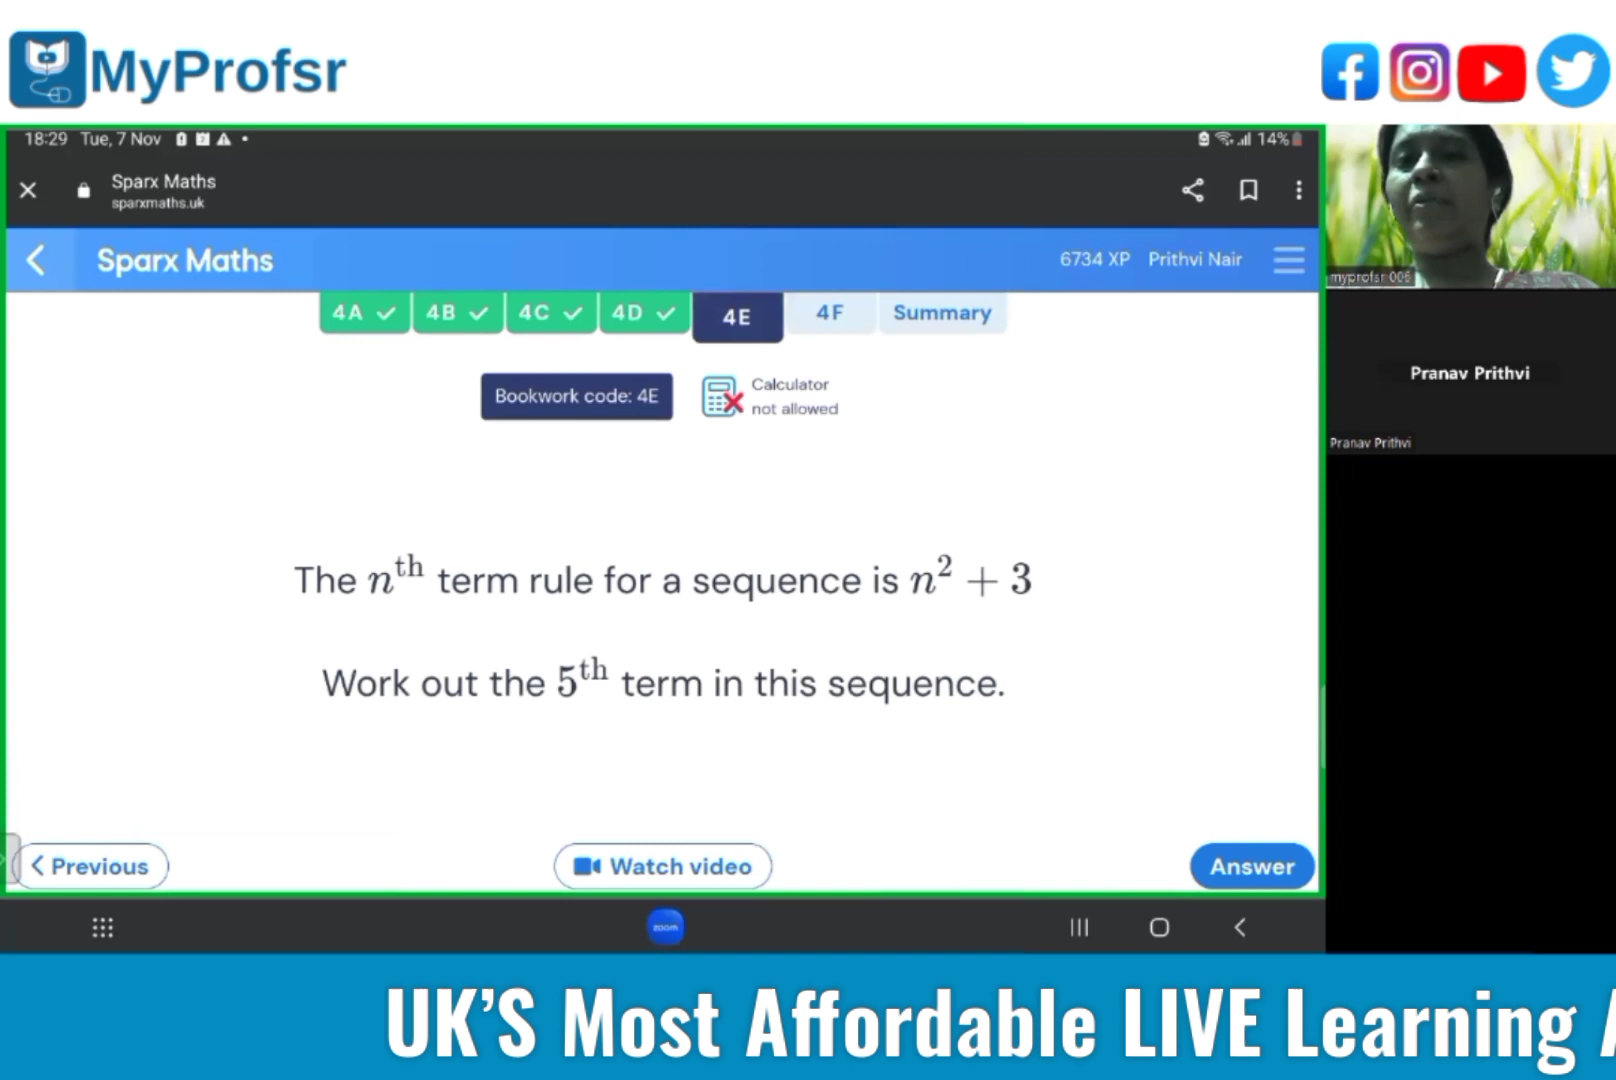 MyProfsr
18:29 Tue, 7 Nov
14%
Sparx Maths
sparxmaths.uk
Sparx Maths
6734 XP Prithvi Nair
4A 4B 4C 4D 4E 4F Summary
Bookwork code: 4E
Calculator
not allowed
The nᵗʰ term rule for a sequence is n² + 3
Work out the 5ᵗʰ term in this sequence.
Previous
Watch video
Answer
zoom
myprofsr 006
Pranav Prithvi
Pranav Prithvi
UK'S Most Affordable LIVE Learning A